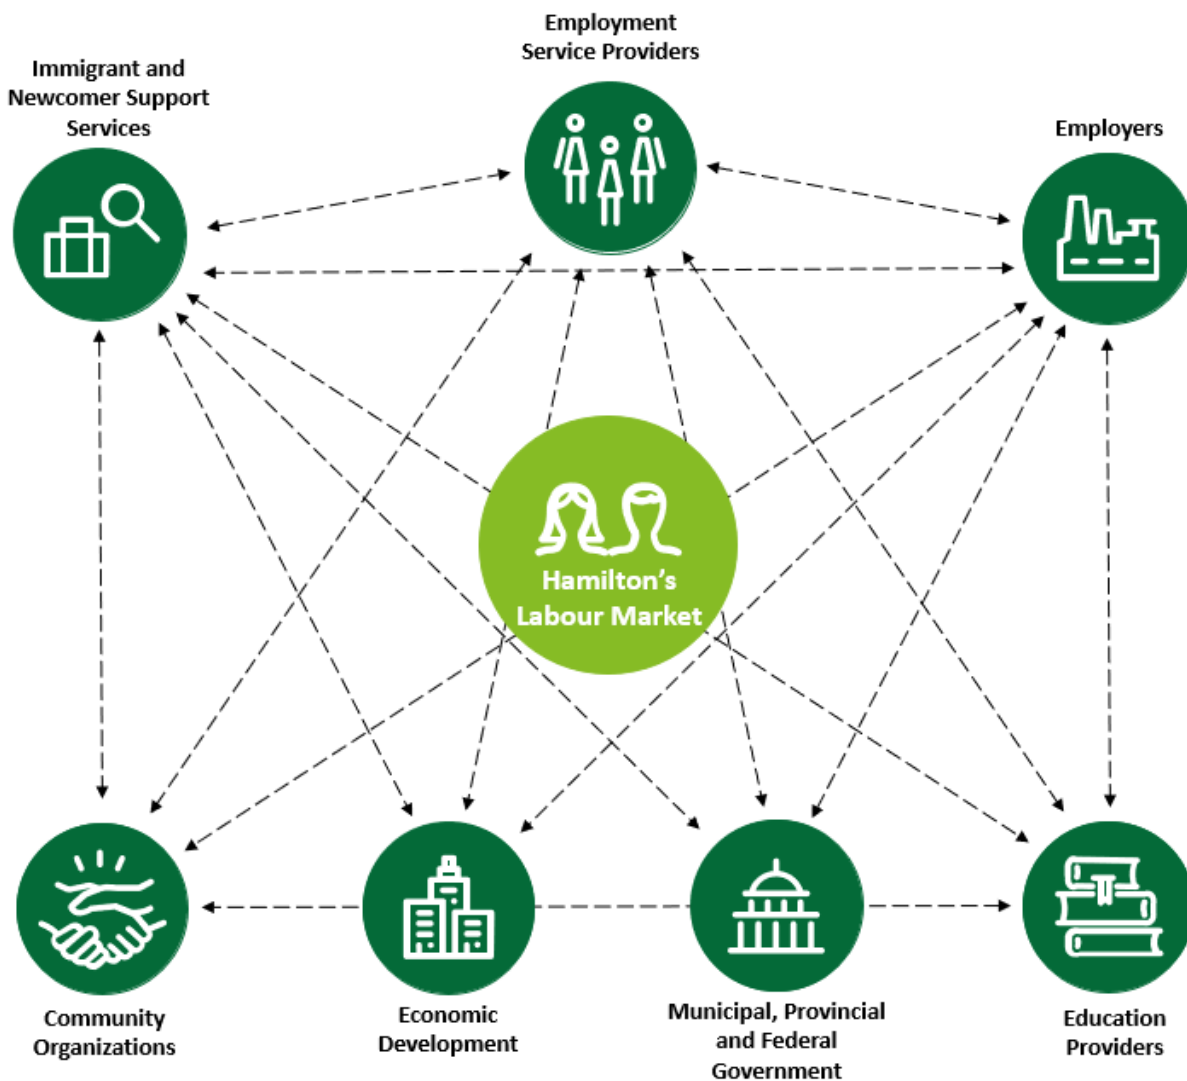 Employment
Service Providers
Immigrant and
Newcomer Support
Services
Employers
Hamilton's
Labour Market
Community
Organizations
Economic
Development
Municipal, Provincial
and Federal
Government
Education
Providers